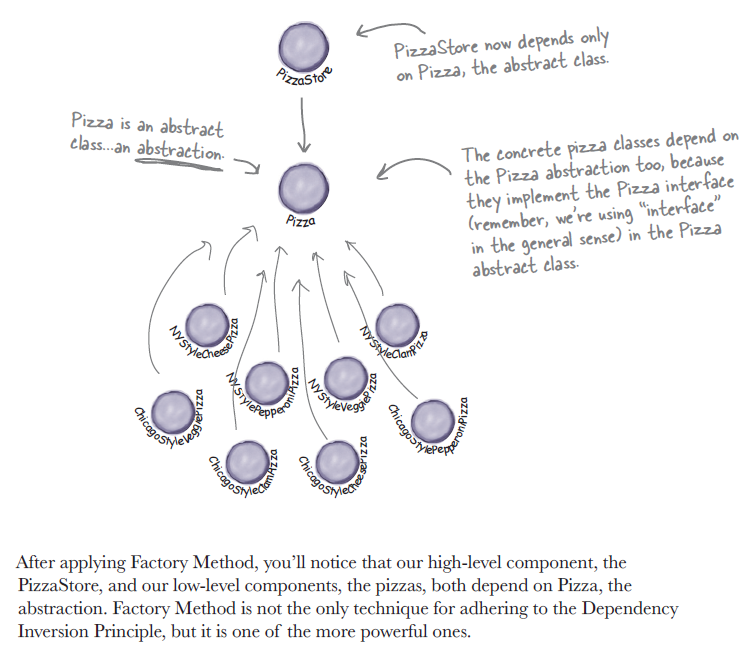 PizzaStore
PizzaStore now depends only
on Pizza, the abstract class.
Pizza is an abstract
class...an abstraction.
Pizza
The concrete pizza classes depend on
the Pizza abstraction too, because
they implement the Pizza interface
(remember, we're using "interface"
in the general sense) in the Pizza
abstract class.
NYStyleCheesePizza
NYStyleClamPizza
NYStylePepperoniPizza
NYStyleVeggiePizza
ChicagoStyleVeggiePizza
ChicagoStylePepperoniPizza
ChicagoStyleClamPizza
ChicagoStyleCheesePizza
After applying Factory Method, you'll notice that our high-level component, the
PizzaStore, and our low-level components, the pizzas, both depend on Pizza, the
abstraction. Factory Method is not the only technique for adhering to the Dependency
Inversion Principle, but it is one of the more powerful ones.